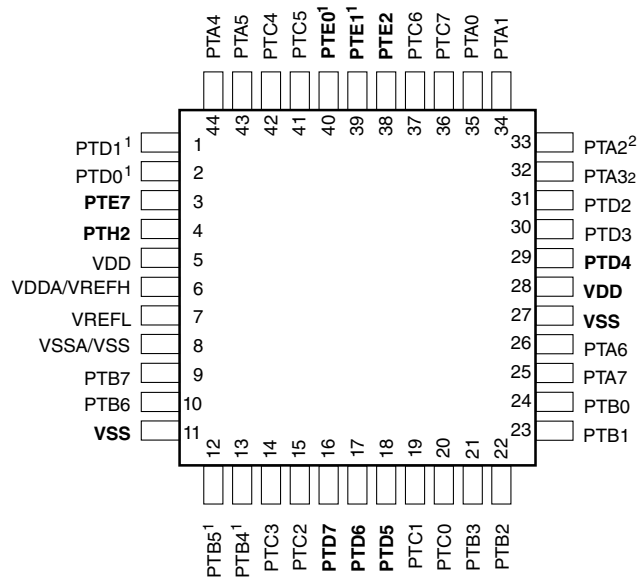 PTA4 PTA5 PTC4 PTC5 PTE0¹ PTE1¹ PTE2 PTC6 PTC7 PTA0 PTA1
44 43 42 41 40 39 38 37 36 35 34
PTD1¹ 1 33 PTA2²
PTD0¹ 2 32 PTA32
PTE7 3 31 PTD2
PTH2 4 30 PTD3
VDD 5 29 PTD4
VDDA/VREFH 6 28 VDD
VREFL 7 27 VSS
VSSA/VSS 8 26 PTA6
PTB7 9 25 PTA7
PTB6 10 24 PTB0
VSS 11 23 PTB1
12 13 14 15 16 17 18 19 20 21 22
PTB5¹ PTB4¹ PTC3 PTC2 PTD7 PTD6 PTD5 PTC1 PTC0 PTB3 PTB2